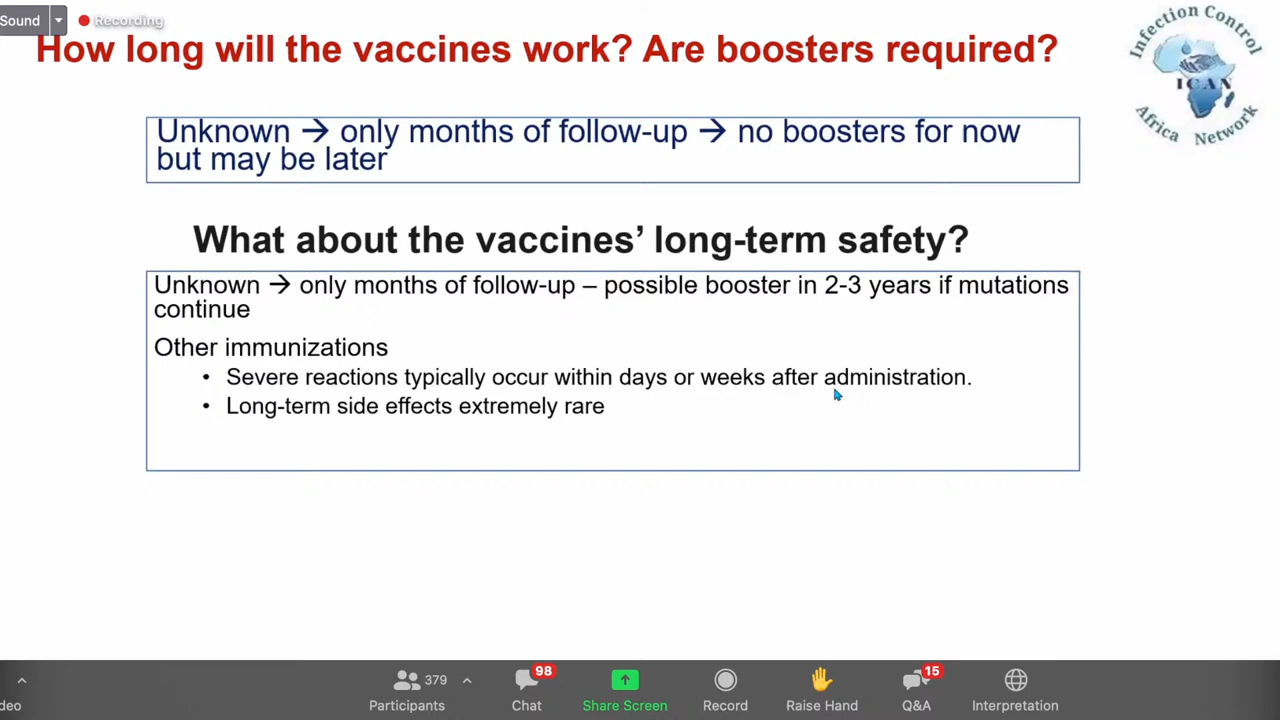 Sound
Recording
How long will the vaccines work? Are boosters required?
Infection Control
ICAN
Africa Network
Unknown → only months of follow-up → no boosters for now
but may be later
What about the vaccines’ long-term safety?
Unknown → only months of follow-up – possible booster in 2-3 years if mutations
continue
Other immunizations
• Severe reactions typically occur within days or weeks after administration.
• Long-term side effects extremely rare
379
98
15
deo
Participants
Chat
Share Screen
Record
Raise Hand
Q&A
Interpretation